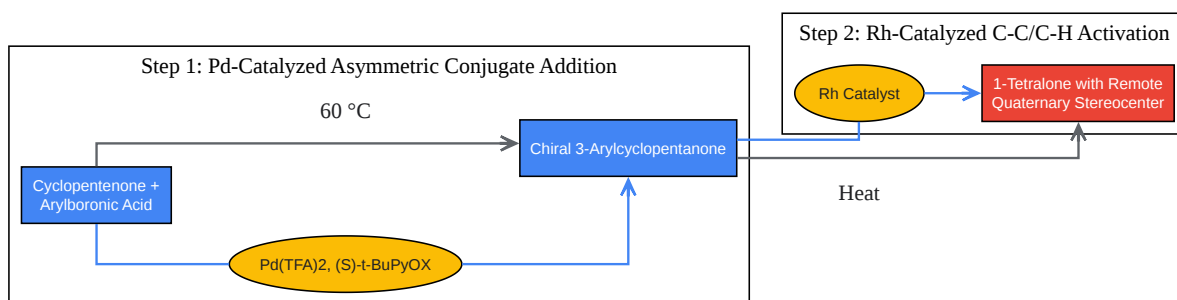 Step 2: Rh-Catalyzed C-C/C-H Activation
Step 1: Pd-Catalyzed Asymmetric Conjugate Addition
Rh Catalyst
1-Tetralone with Remote
Quaternary Stereocenter
60 °C
Chiral 3-Arylcyclopentanone
Cyclopentenone +
Arylboronic Acid
Heat
Pd(TFA)2, (S)-t-BuPyOX